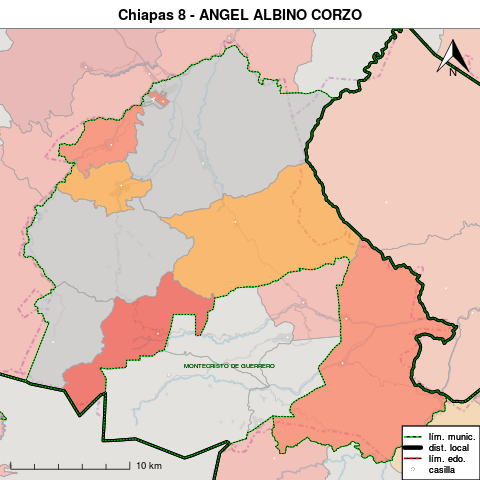 Chiapas 8 - ANGEL ALBINO CORZO
N
MONTECRISTO DE GUERRERO
lím. munic.
dist. local
lím. edo.
casilla
10 km